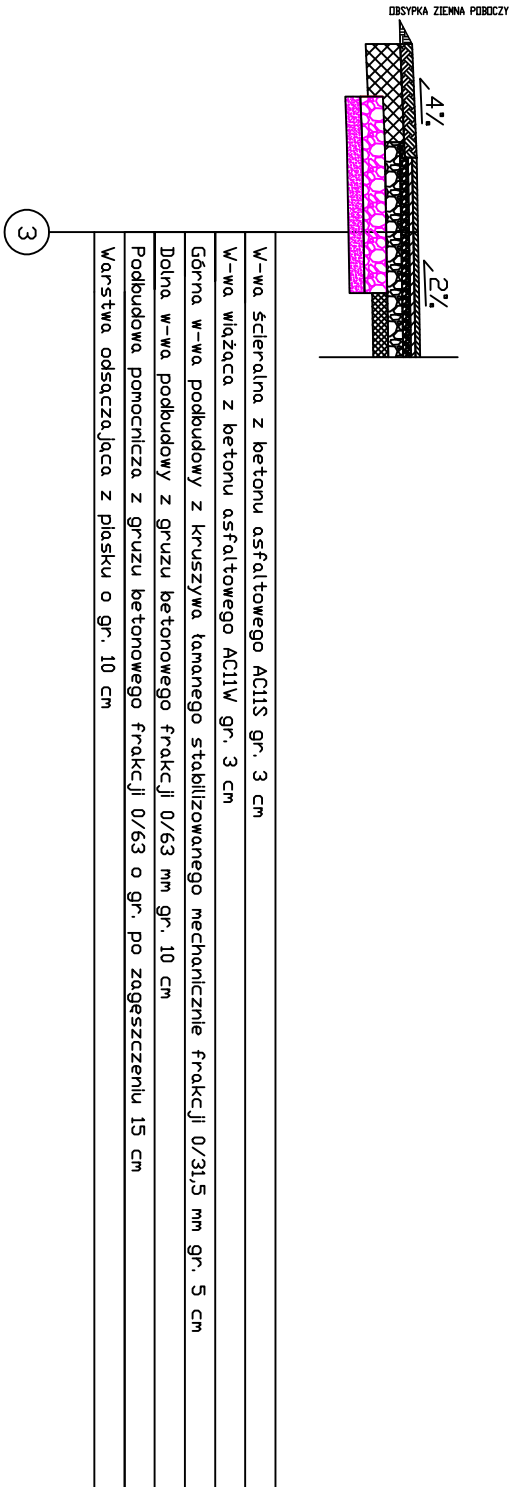 OBSYPKA ZIEMNA POBOCZY
4%
2%
W-wa ścieralna z betonu asfaltowego AC11S gr. 3 cm
W-wa wiążąca z betonu asfaltowego AC11W gr. 3 cm
Górna w-wa podbudowy z kruszywa łamanego stabilizowanego mechanicznie frakcji 0/31,5 mm gr. 5 cm
Dolna w-wa podbudowy z gruzu betonowego frakcji 0/63 mm gr. 10 cm
Podbudowa pomocnicza z gruzu betonowego frakcji 0/63 o gr. po zagęszczeniu 15 cm
Warstwa odsączająca z piasku o gr. 10 cm
3